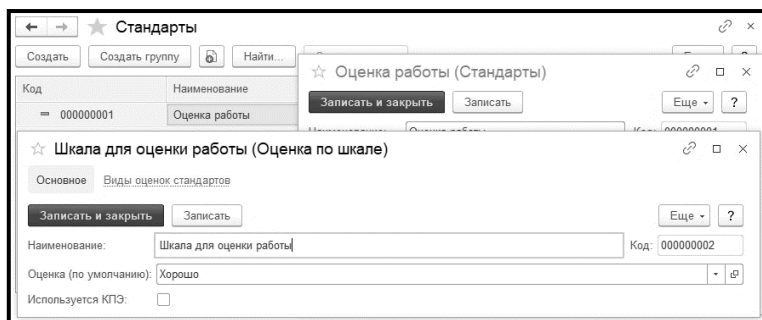 Стандарты
Создать Создать группу Найти...
Оценка работы (Стандарты)
Код Наименование
Записать и закрыть Записать Еще ?
000000001 Оценка работы
Шкала для оценки работы (Оценка по шкале)
Основное Виды оценок стандартов
Записать и закрыть Записать Еще ?
Наименование: Шкала для оценки работы Код: 000000002
Оценка (по умолчанию): Хорошо
Используется КПЭ: